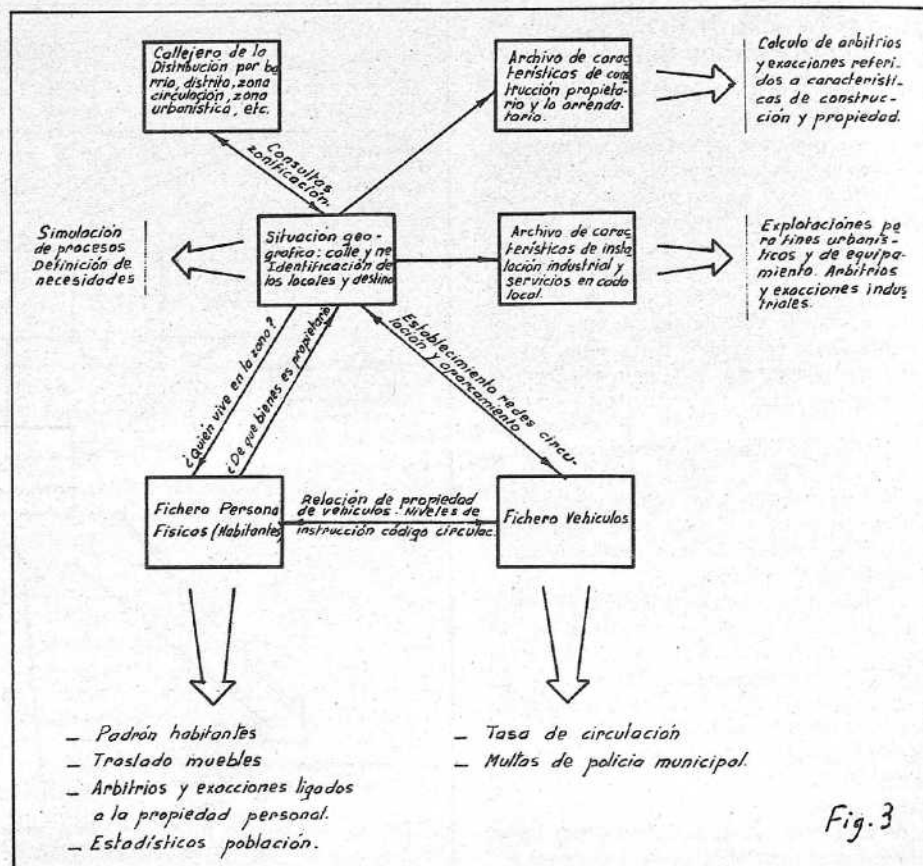 Callejero de la
Distribución por ba
rrio, distrito, zona
circulación, zona
urbanística, etc.
Archivo de carac
terísticas de cons
trucción propieta
rio y lo arrenda-
tario.
Calculo de arbitrios
y exacciones referi
dos a característi
cas de construc-
ción y propiedad.
Consultas
zonificación.
Simulación
de procesos
Definición de
necesidades
Situación geo-
grafica: calle y nº
Identificación de
los locales y destino
Archivo de carac
terísticas de insta
lación industrial y
servicios en cada
local.
Explotaciones pa
ra fines urbanís
ticos y de equipa-
miento. Arbitrios
y exacciones indus
triales.
¿Quien vive en la zona?
¿De que bienes es propietario
Establecimiento redes circu-
lación y aparcamiento
Fichero Persona
Físicas (Habitantes
Relación de propiedad
de vehículos. Niveles de
instrucción código circulac.
Fichero Vehículos
_ Padrón habitantes
_ Traslado muebles
_ Arbitrios y exacciones ligados
a la propiedad personal.
_ Estadísticas población.
_ Tasa de circulación
_ Multas de policía municipal.
Fig. 3